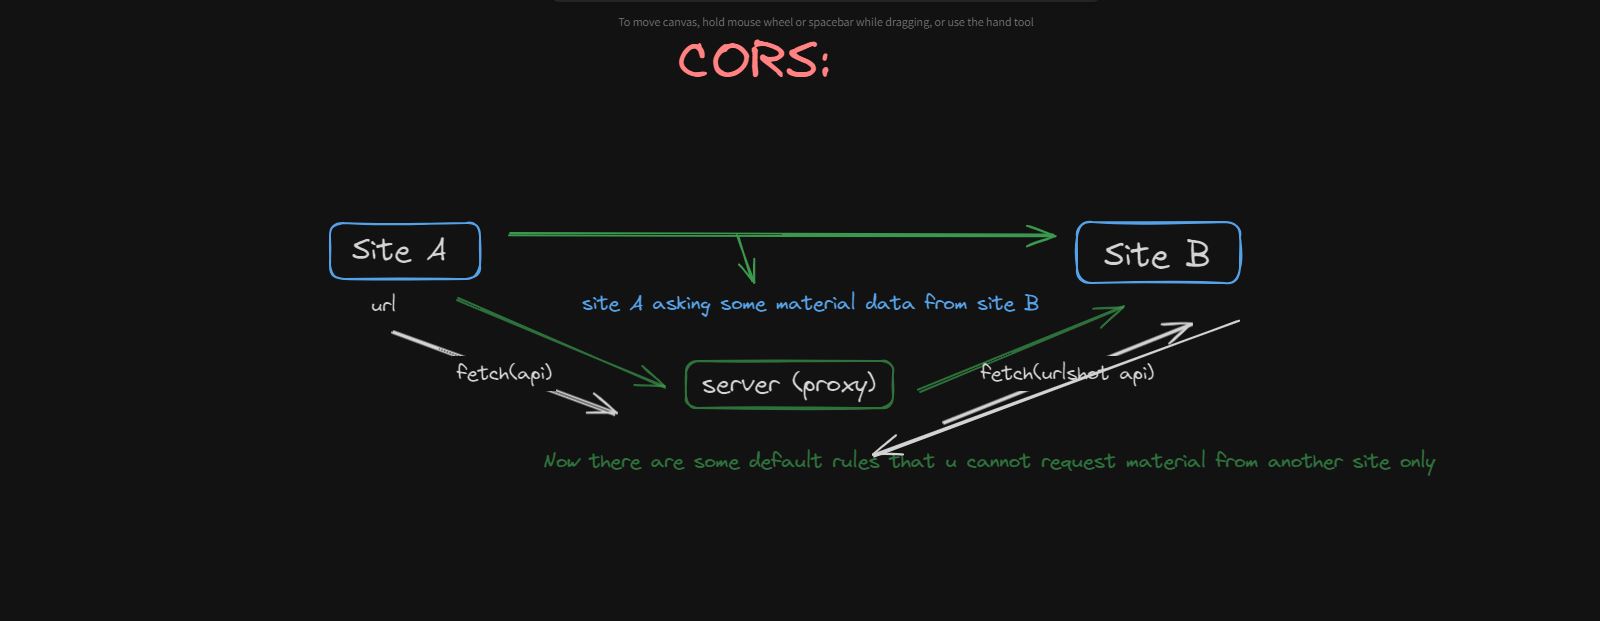 To move canvas, hold mouse wheel or spacebar while dragging, or use the hand tool
CORS:
Site A
Site B
url
site A asking some material data from site B
fetch(api)
server (proxy)
fetch(urlshot api)
Now there are some default rules that u cannot request material from another site only